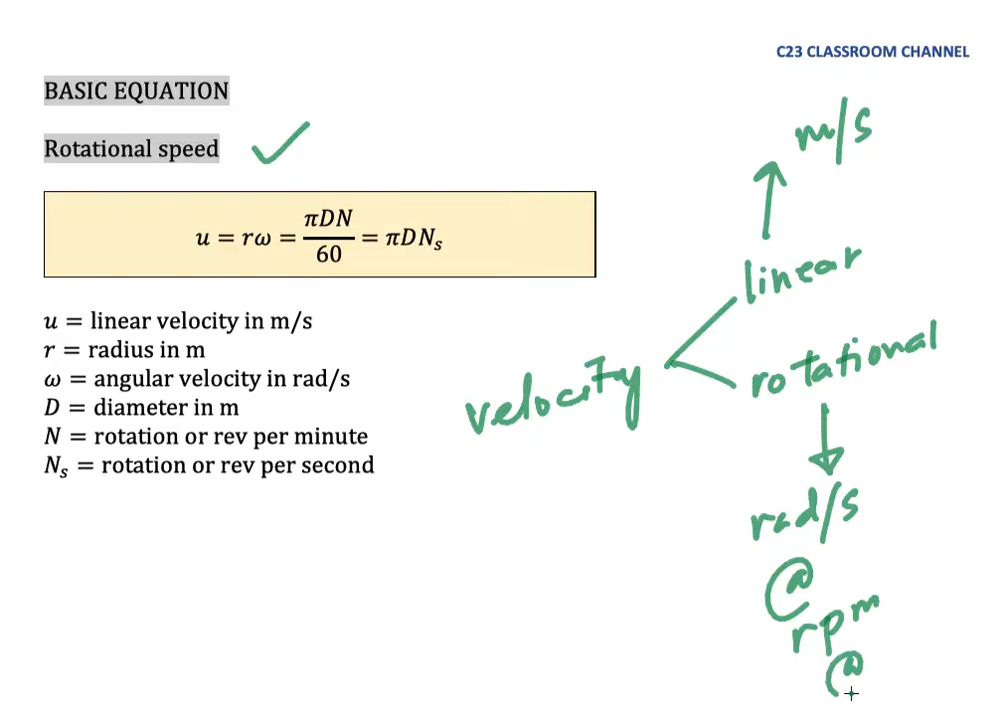 C23 CLASSROOM CHANNEL
BASIC EQUATION
Rotational speed
u = rω = πDN/60 = πDNₛ
u = linear velocity in m/s
r = radius in m
ω = angular velocity in rad/s
D = diameter in m
N = rotation or rev per minute
Nₛ = rotation or rev per second
m/s
linear
velocity
rotational
rad/s
@
rpm
@